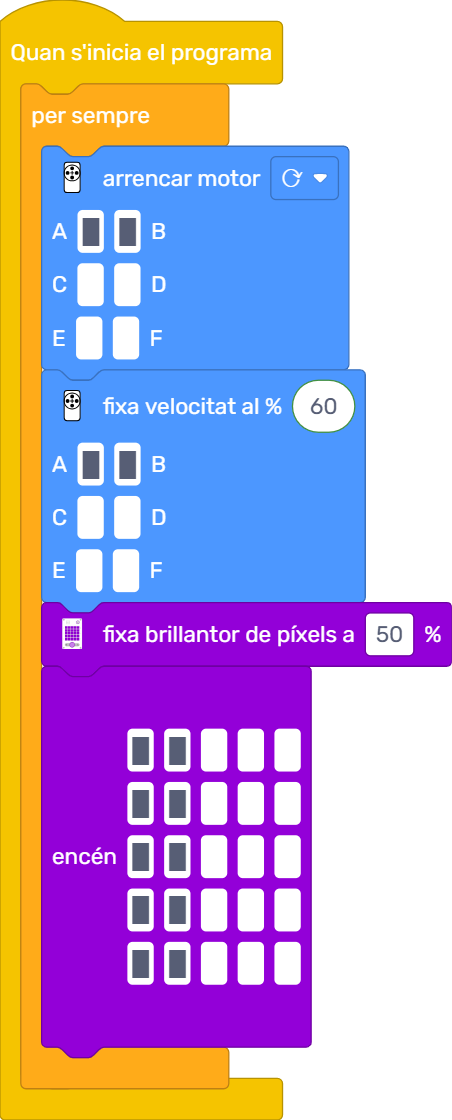 Quan s'inicia el programa
per sempre
arrencar motor
A B
C D
E F
fixa velocitat al % 60
A B
C D
E F
fixa brillantor de píxels a 50 %
encén